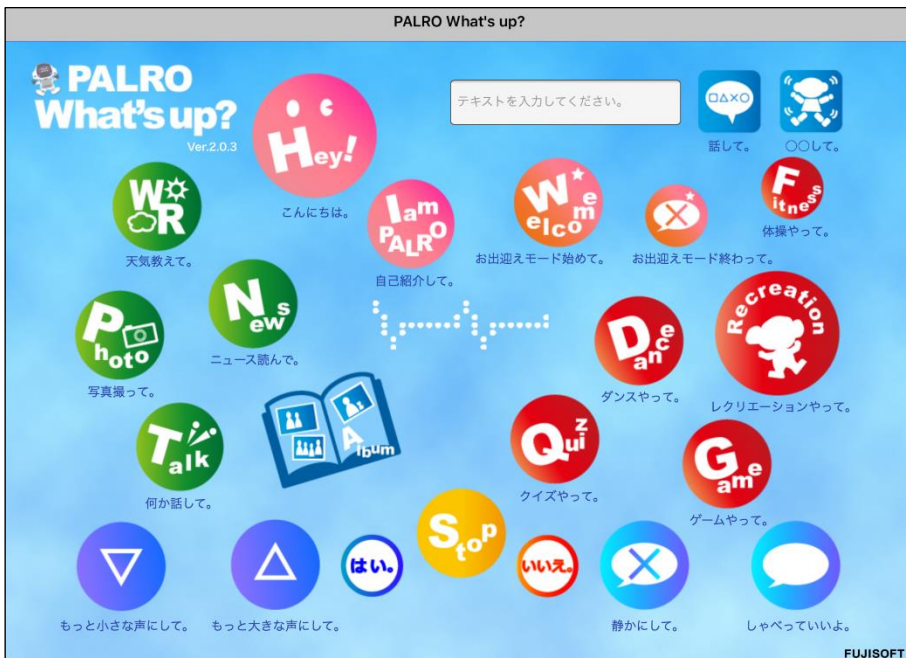 PALRO What's up?
PALRO
What's up?
Ver.2.0.3
Hey!
こんにちは。
テキストを入力してください。
□△×○
話して。
○○して。
WR
天気教えて。
I am PALRO
自己紹介して。
Welcome
お出迎えモード始めて。
お出迎えモード終わって。
Fitness
体操やって。
Photo
写真撮って。
News
ニュース読んで。
Dance
ダンスやって。
Recreation
レクリエーションやって。
Talk
何か話して。
Album
Quiz
クイズやって。
Game
ゲームやって。
もっと小さな声にして。
もっと大きな声にして。
はい。
Stop
いいえ。
静かにして。
しゃべっていいよ。
FUJISOFT